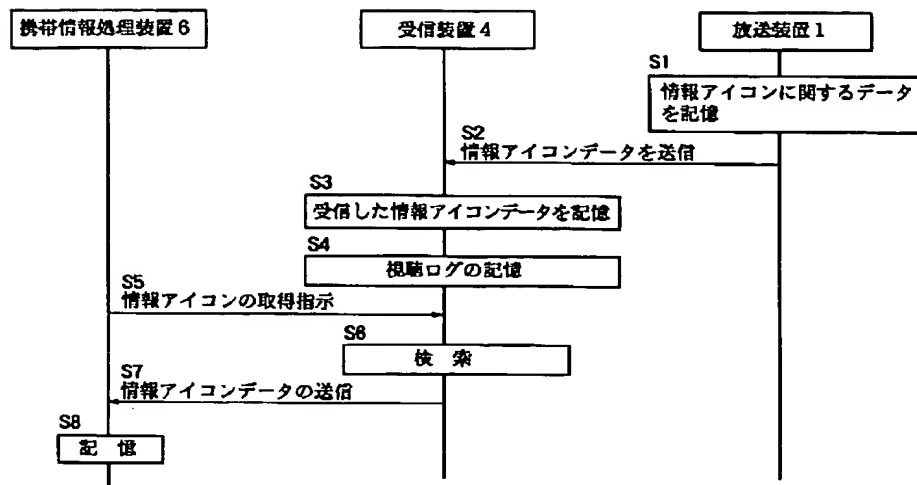 携帯情報処理装置6
受信装置4
放送装置1
S1
情報アイコンに関するデータ
を記憶
S2
情報アイコンデータを送信
S3
受信した情報アイコンデータを記憶
S4
視聴ログの記憶
S5
情報アイコンの取得指示
S6
検 索
S7
情報アイコンデータの送信
S8
記 憶